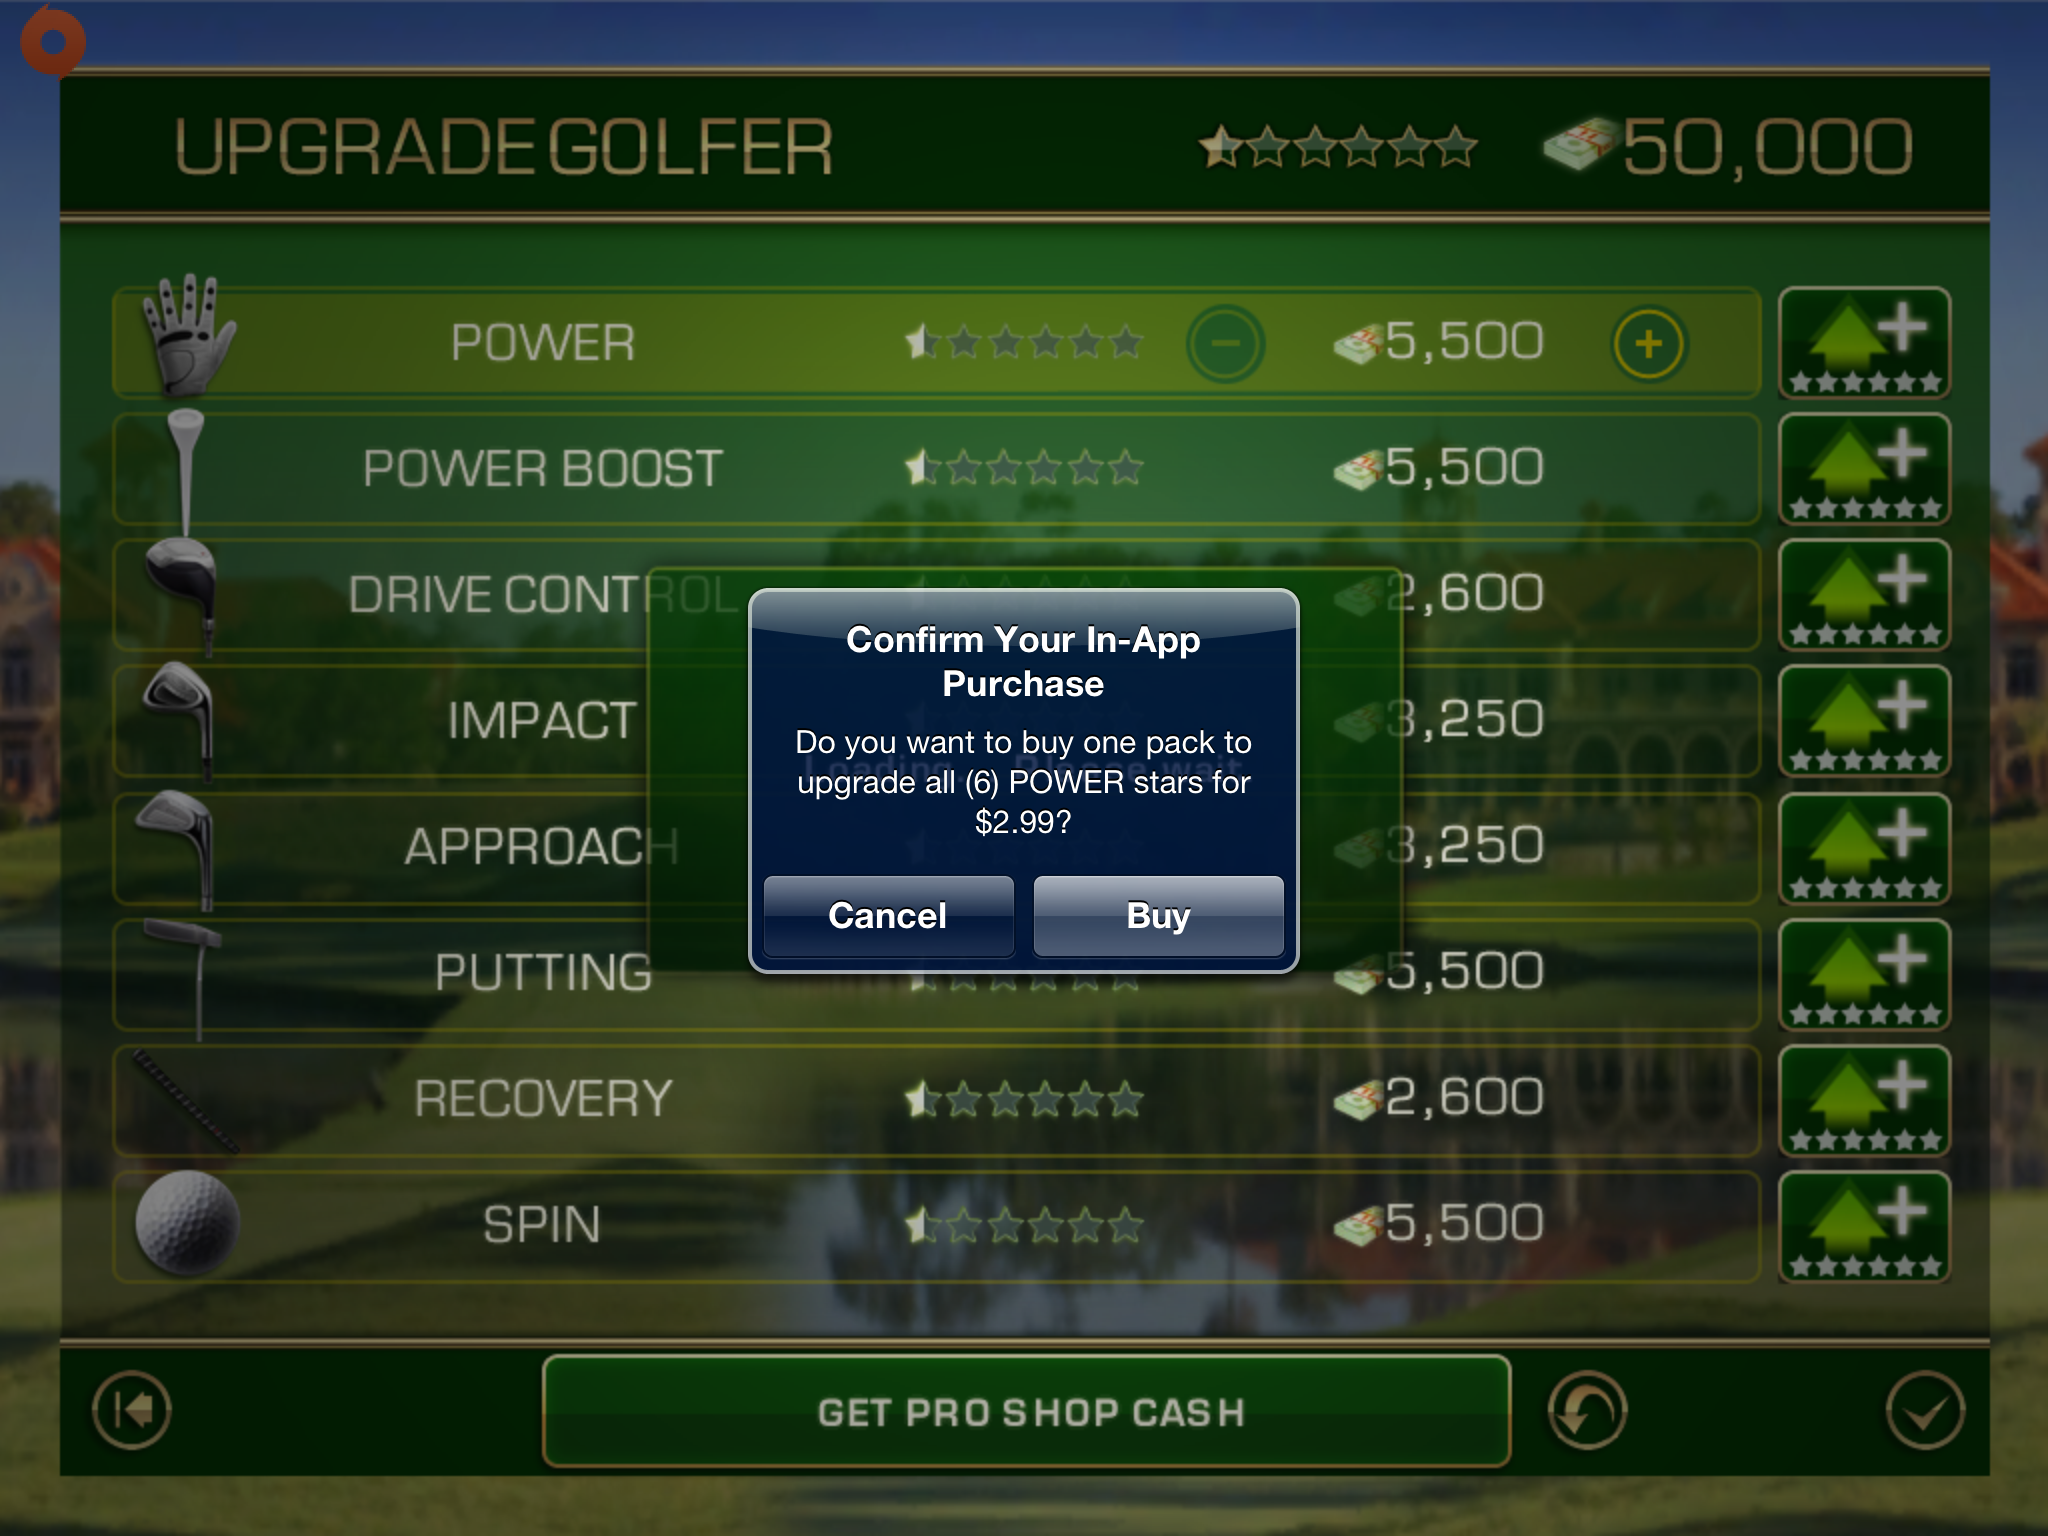 UPGRADE GOLFER 50,000
POWER 5,500
POWER BOOST 5,500
DRIVE CONTROL 2,600
IMPACT 3,250
APPROACH 3,250
PUTTING 5,500
RECOVERY 2,600
SPIN 5,500
Loading... Please wait
Confirm Your In-App
Purchase
Do you want to buy one pack to
upgrade all (6) POWER stars for
$2.99?
Cancel Buy
GET PRO SHOP CASH